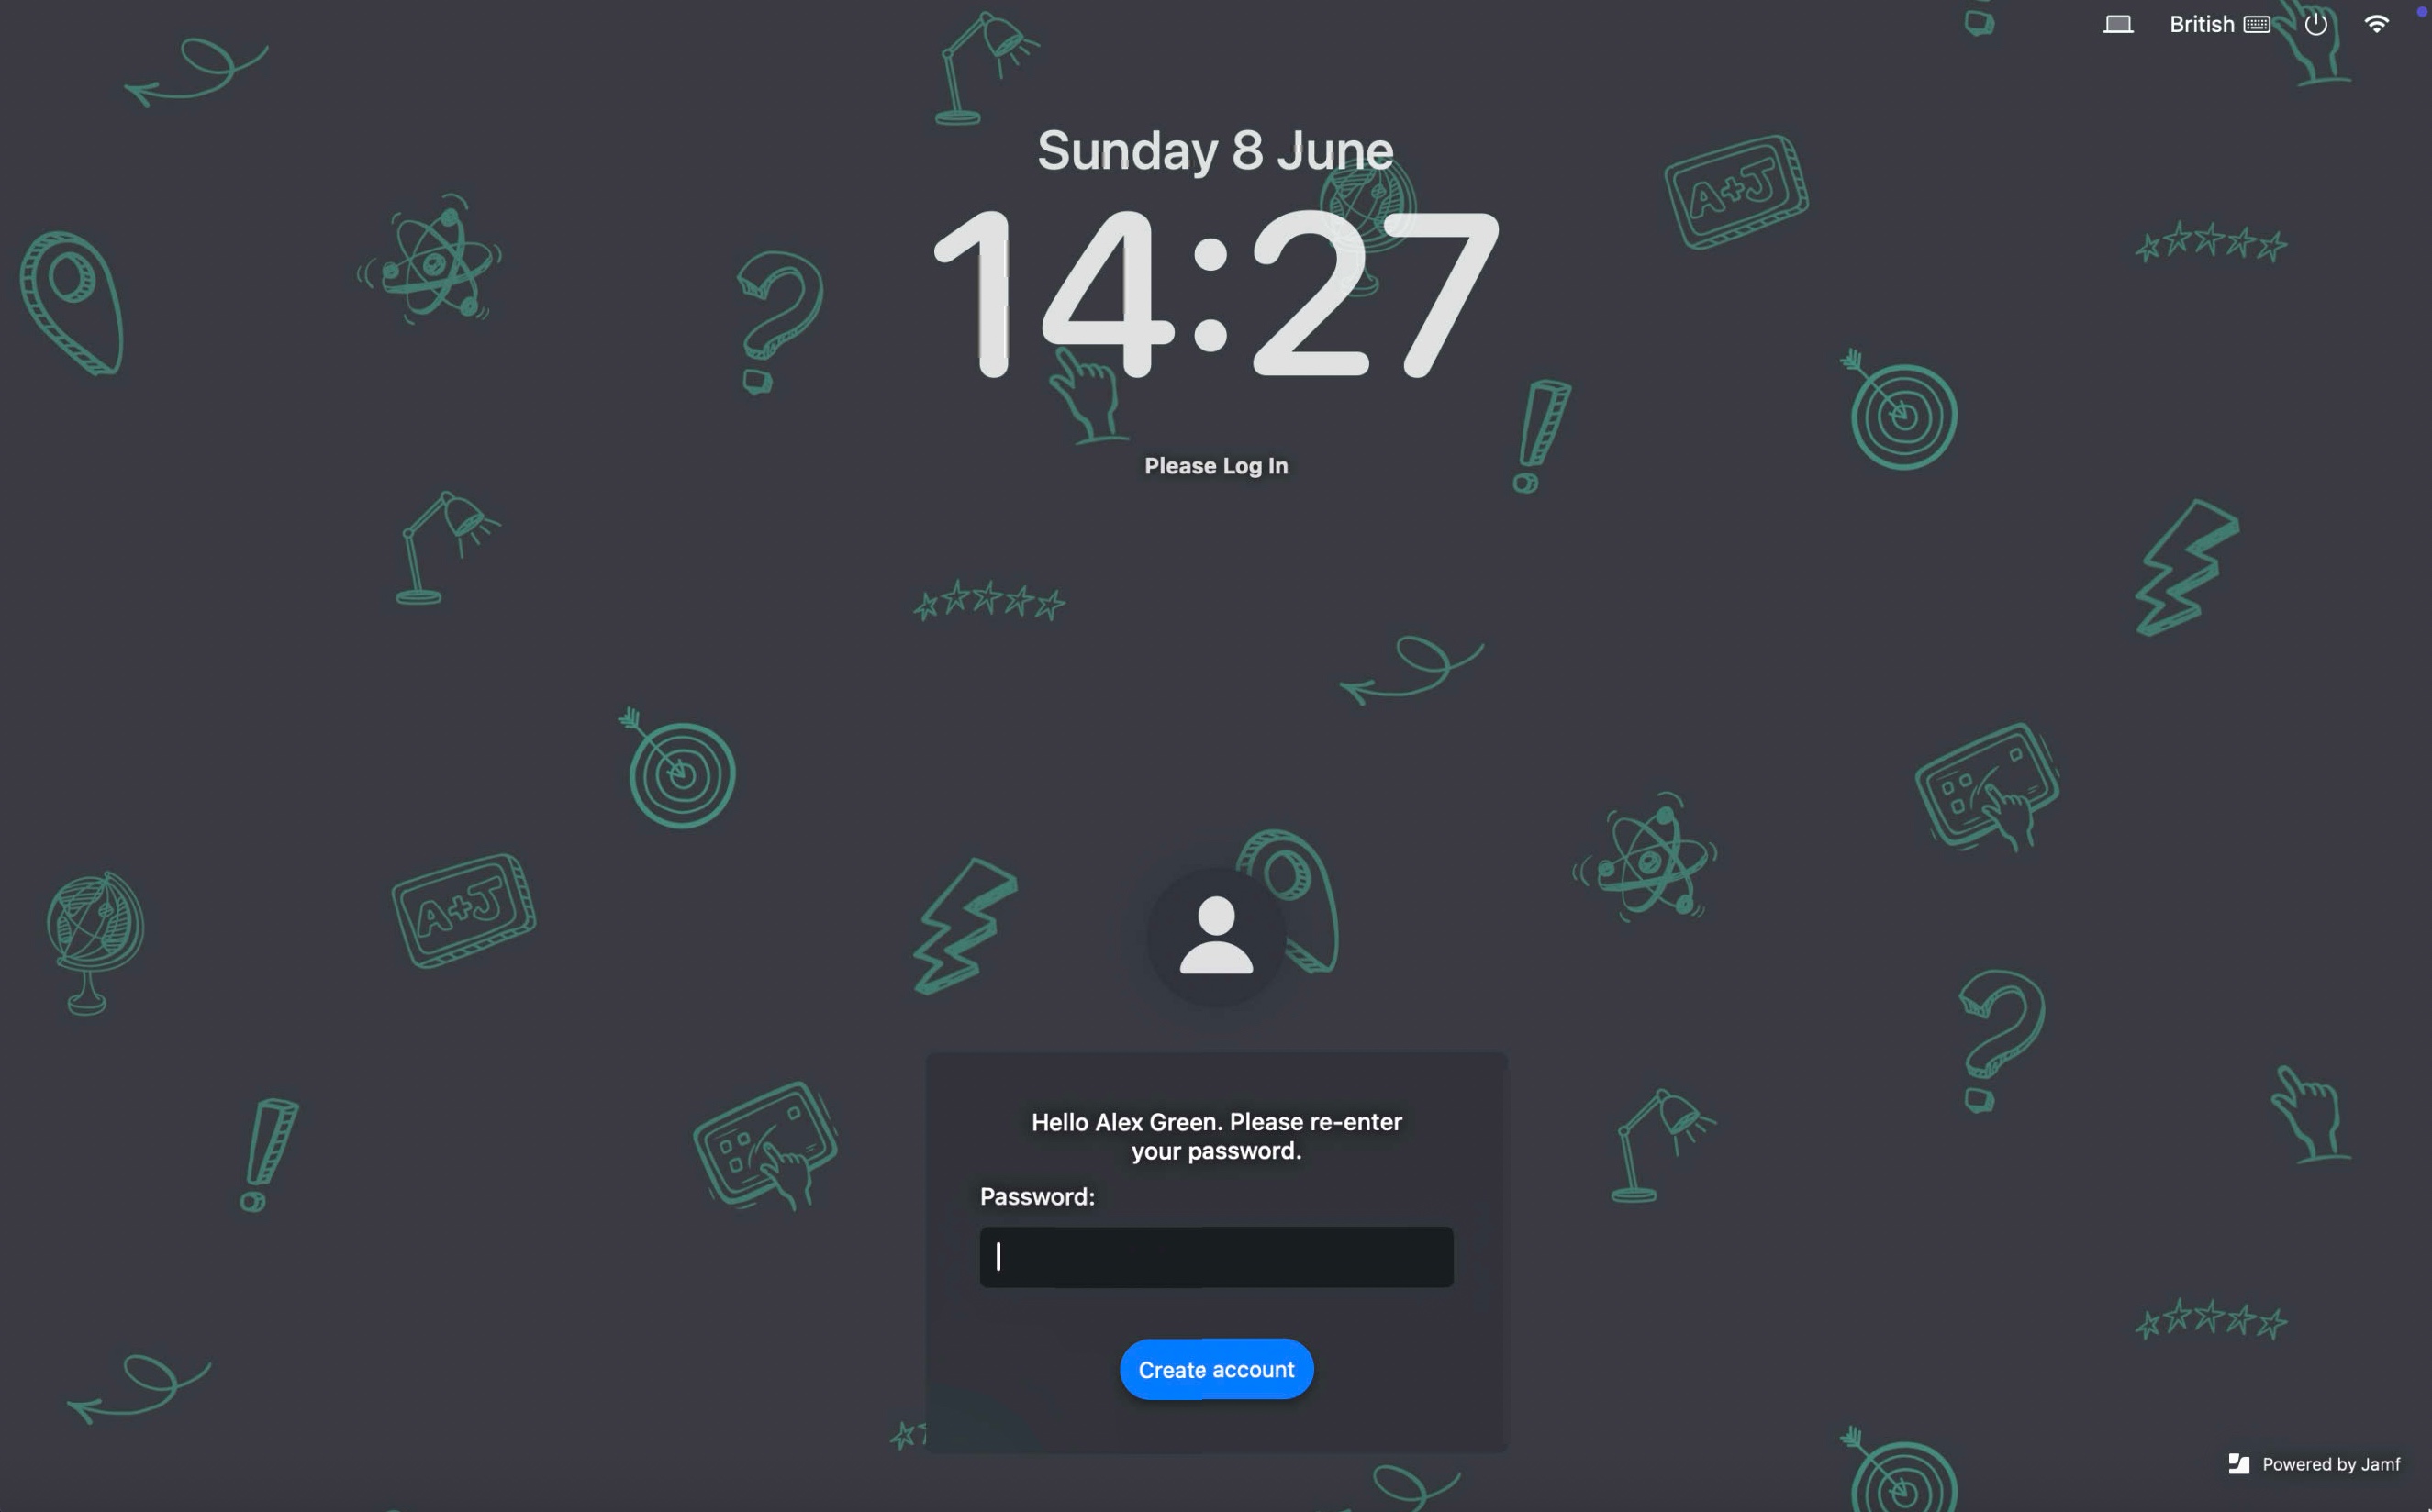 British
Sunday 8 June
14:27
A+J
Please Log In
A+J
Hello Alex Green. Please re-enter
your password.
Password:
Create account
Powered by Jamf